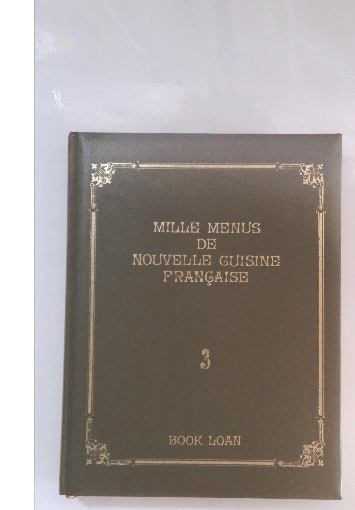 MILLE MENUS
DE
NOUVELLE CUISINE
FRANÇAISE
3
BOOK LOAN